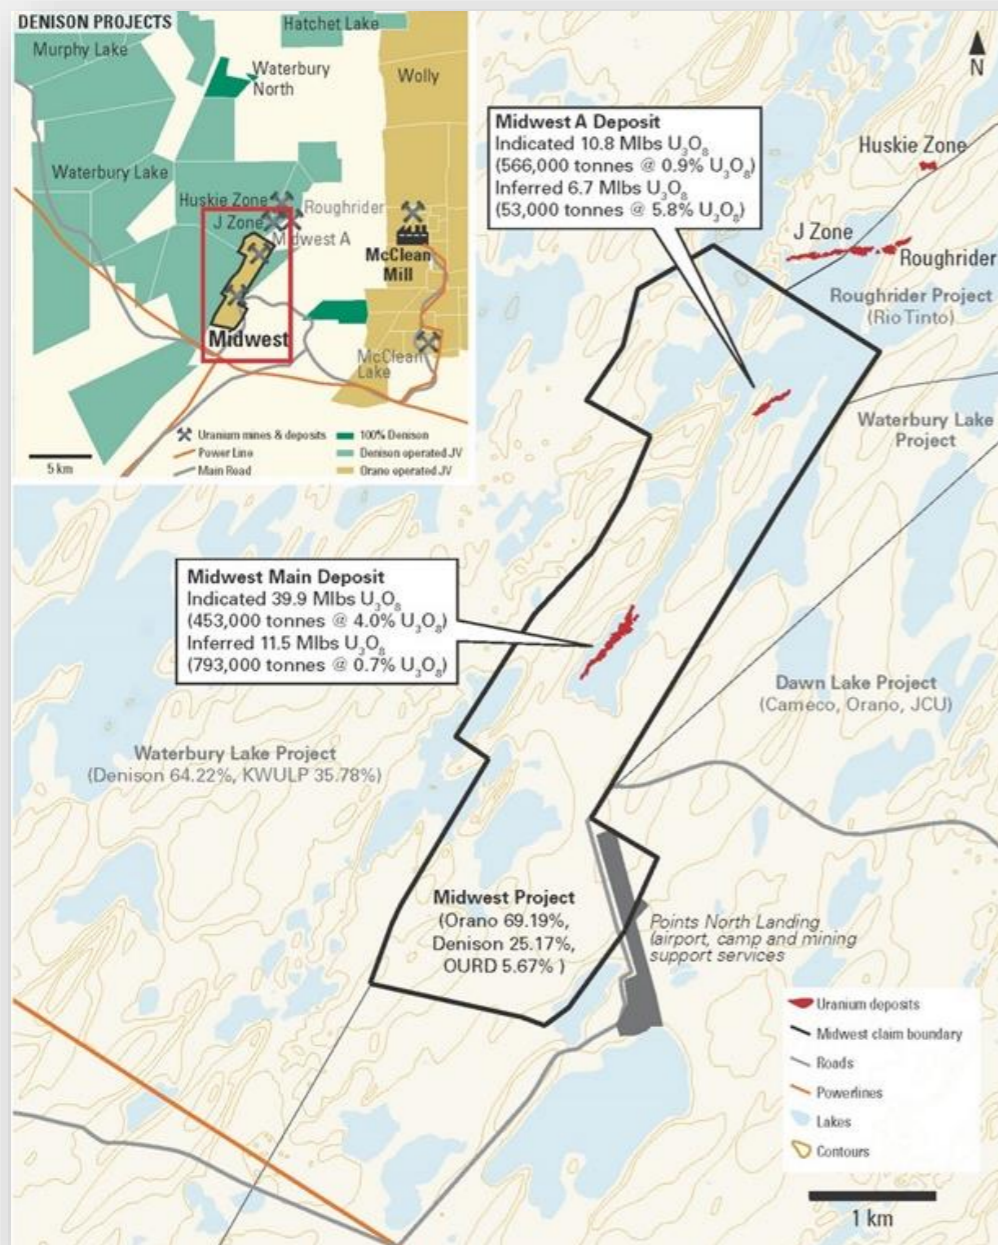 DENISON PROJECTS
Hatchet Lake
Murphy Lake
Waterbury
North
Wolly
Waterbury Lake
Huskie Zone
Roughrider
J Zone
Midwest A
McClean
Mill
Midwest
McClean
Lake
Uranium mines & deposits
Power Line
Main Road
100% Denison
Denison operated JV
Orano operated JV
5 km
N
Midwest A Deposit
Indicated 10.8 Mlbs U₃O₈
(566,000 tonnes @ 0.9% U₃O₈)
Inferred 6.7 Mlbs U₃O₈
(53,000 tonnes @ 5.8% U₃O₈)
Huskie Zone
J Zone
Roughrider
Roughrider Project
(Rio Tinto)
Waterbury Lake
Project
Midwest Main Deposit
Indicated 39.9 Mlbs U₃O₈
(453,000 tonnes @ 4.0% U₃O₈)
Inferred 11.5 Mlbs U₃O₈
(793,000 tonnes @ 0.7% U₃O₈)
Dawn Lake Project
(Cameco, Orano, JCU)
Waterbury Lake Project
(Denison 64.22%, KWULP 35.78%)
Midwest Project
(Orano 69.19%,
Denison 25.17%,
OURD 5.67% )
Points North Landing
(airport, camp and mining
support services
Uranium deposits
Midwest claim boundary
Roads
Powerlines
Lakes
Contours
1 km